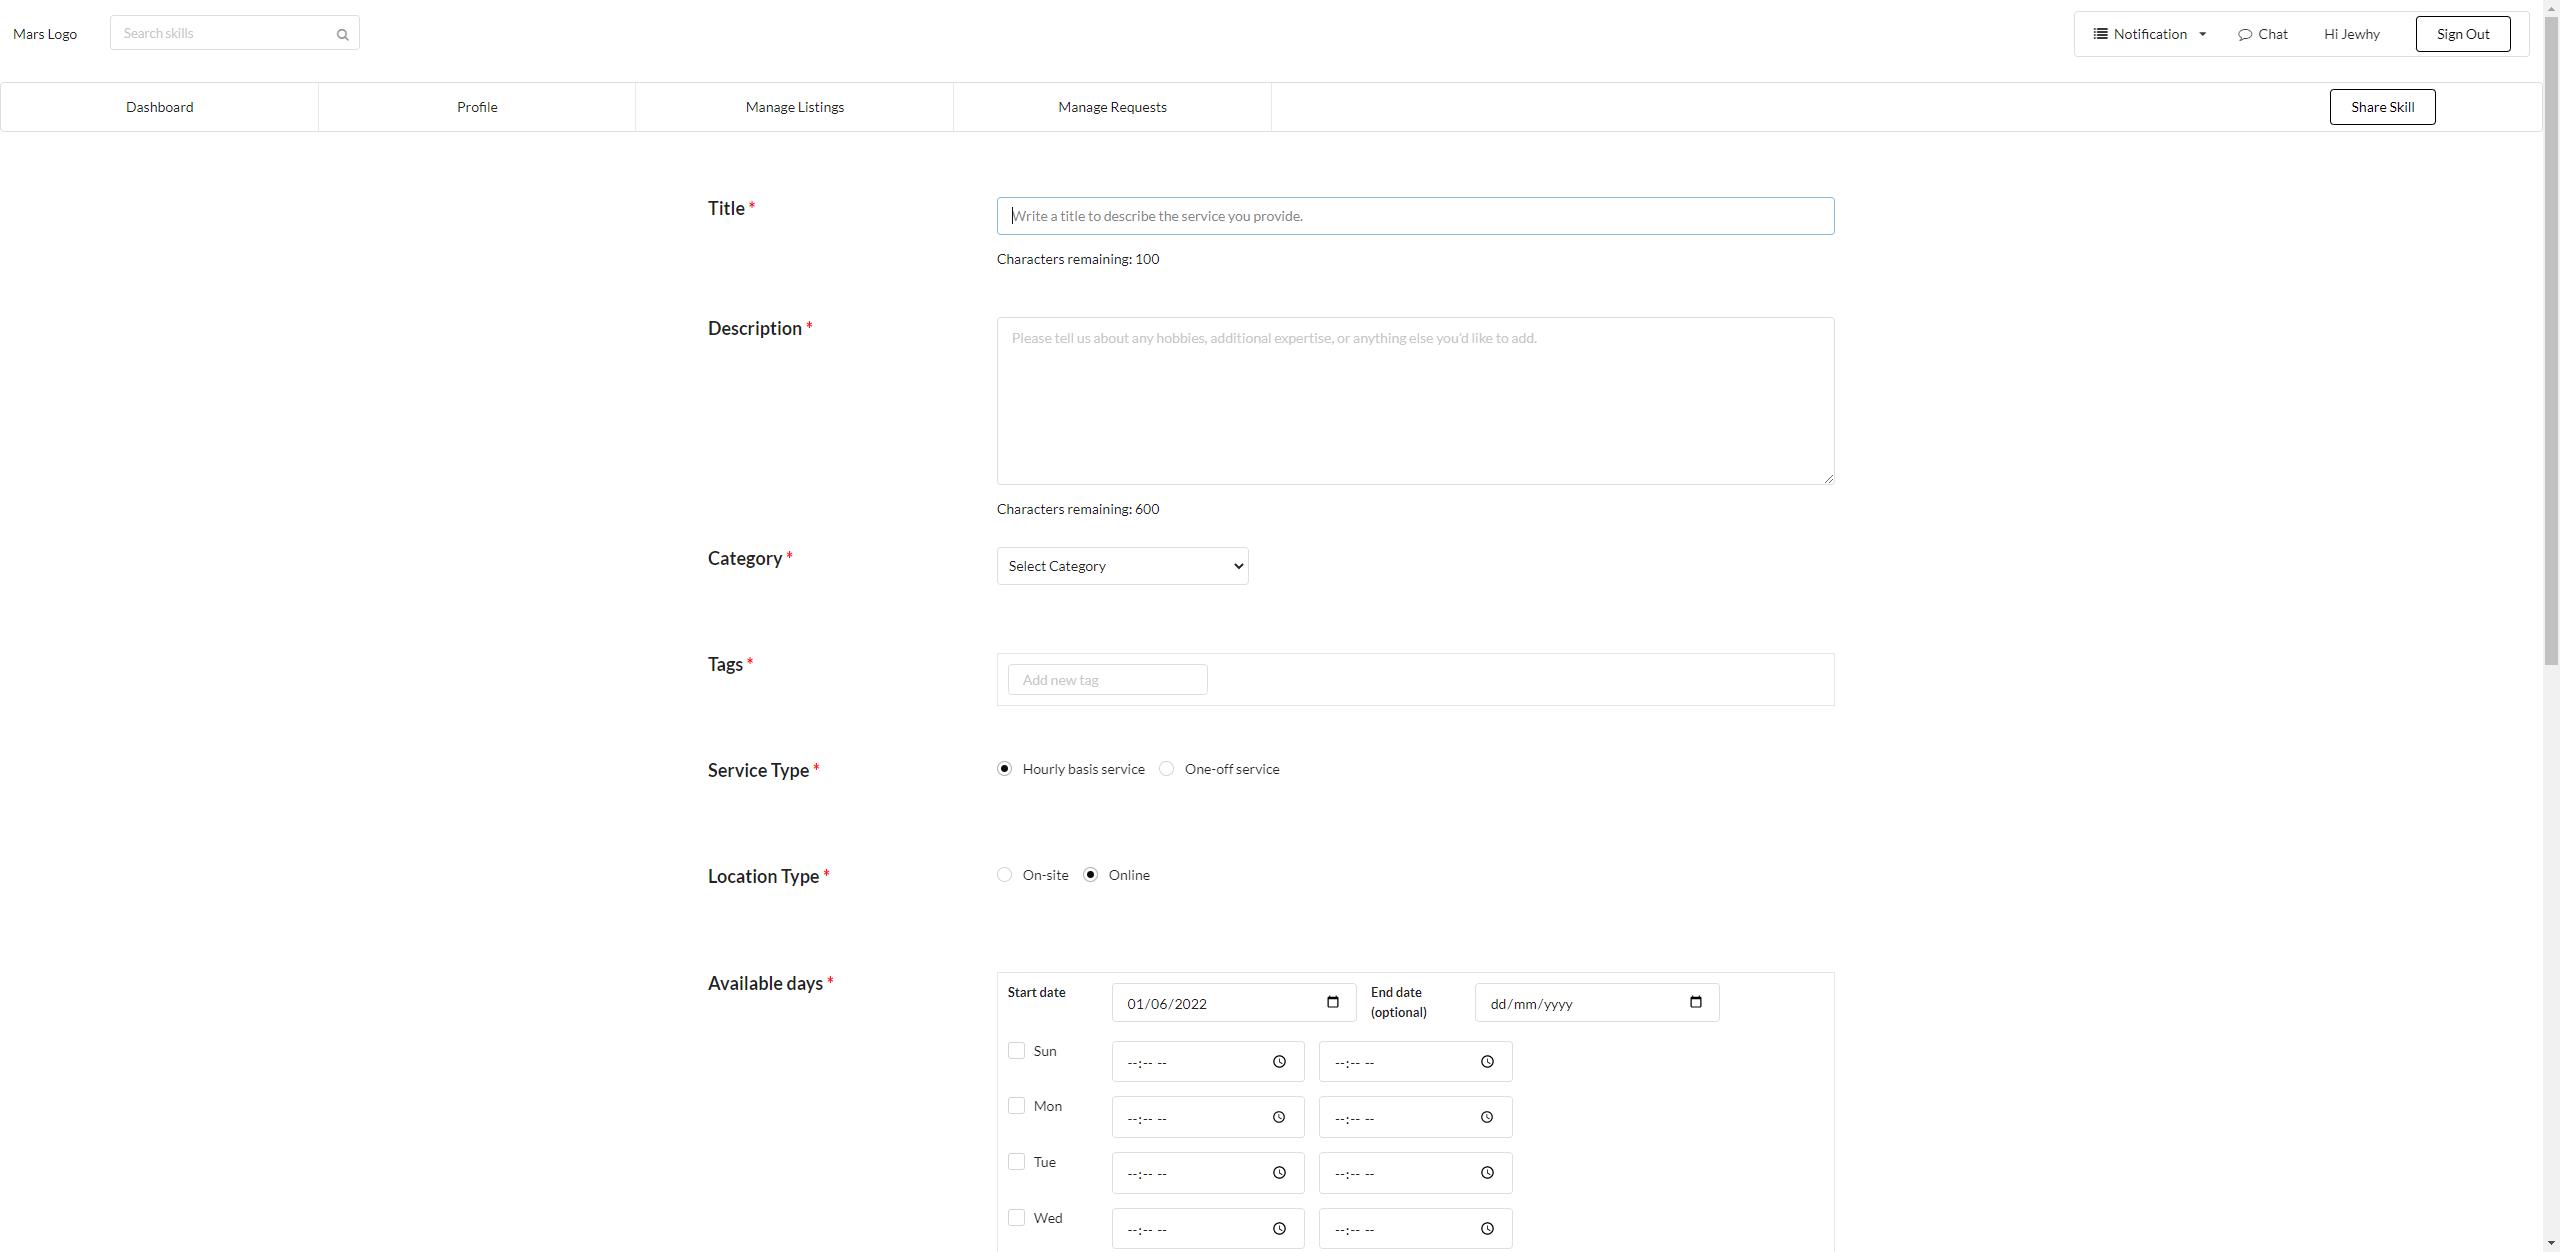 Mars Logo
Search skills
Notification
Chat
Hi Jewhy
Sign Out
Dashboard
Profile
Manage Listings
Manage Requests
Share Skill
Title *
Write a title to describe the service you provide.
Characters remaining: 100
Description *
Please tell us about any hobbies, additional expertise, or anything else you'd like to add.
Characters remaining: 600
Category *
Select Category
Tags *
Add new tag
Service Type *
Hourly basis service
One-off service
Location Type *
On-site
Online
Available days *
Start date
01/06/2022
End date
(optional)
dd/mm/yyyy
Sun
--:-- --
--:-- --
Mon
--:-- --
--:-- --
Tue
--:-- --
--:-- --
Wed
--:-- --
--:-- --